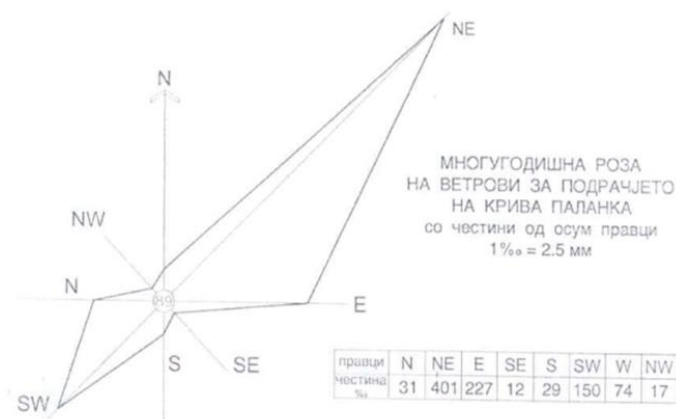 NE
N
МНОГУГОДИШНА РОЗА
НА ВЕТРОВИ ЗА ПОДРАЧЈЕТО
НА КРИВА ПАЛАНКА
со честини од осум правци
1‰ = 2.5 мм
NW
N
E
S
SE
SW
правци N NE E SE S SW W NW
честина ‰ 31 401 227 12 29 150 74 17